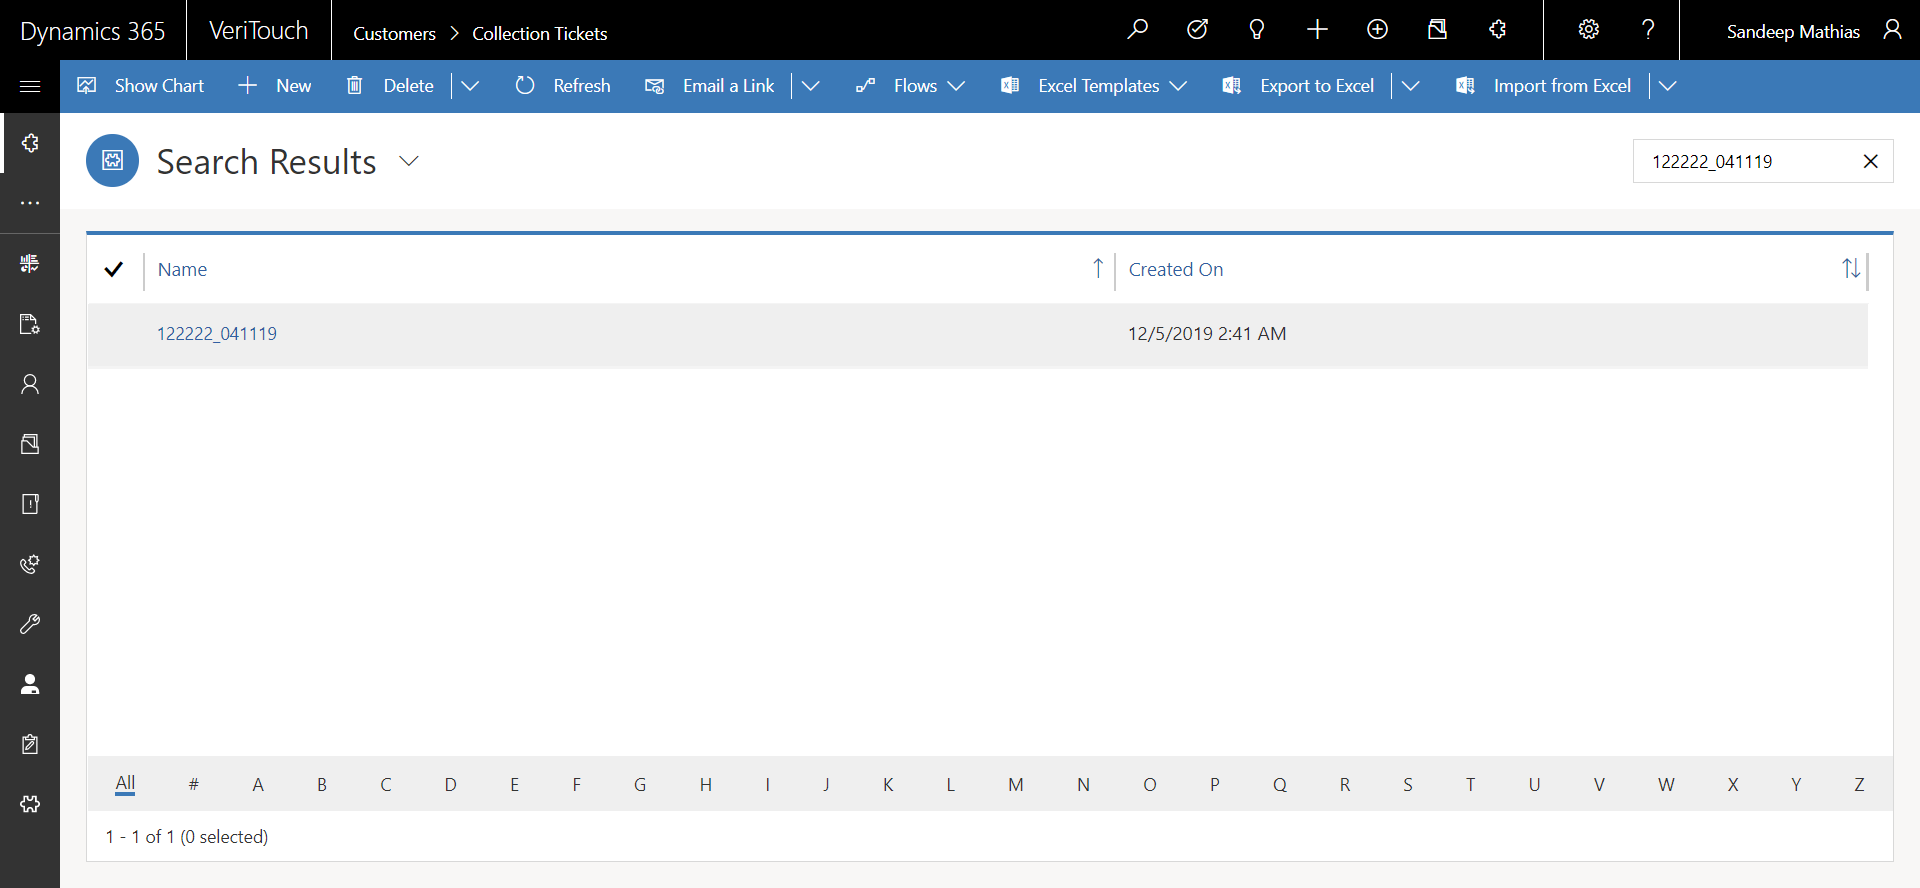 Dynamics 365 VeriTouch Customers > Collection Tickets ? Sandeep Mathias
Show Chart New Delete Refresh Email a Link Flows Excel Templates Export to Excel Import from Excel
Search Results 122222_041119
Name Created On
122222_041119 12/5/2019 2:41 AM
All # A B C D E F G H I J K L M N O P Q R S T U V W X Y Z
1 - 1 of 1 (0 selected)